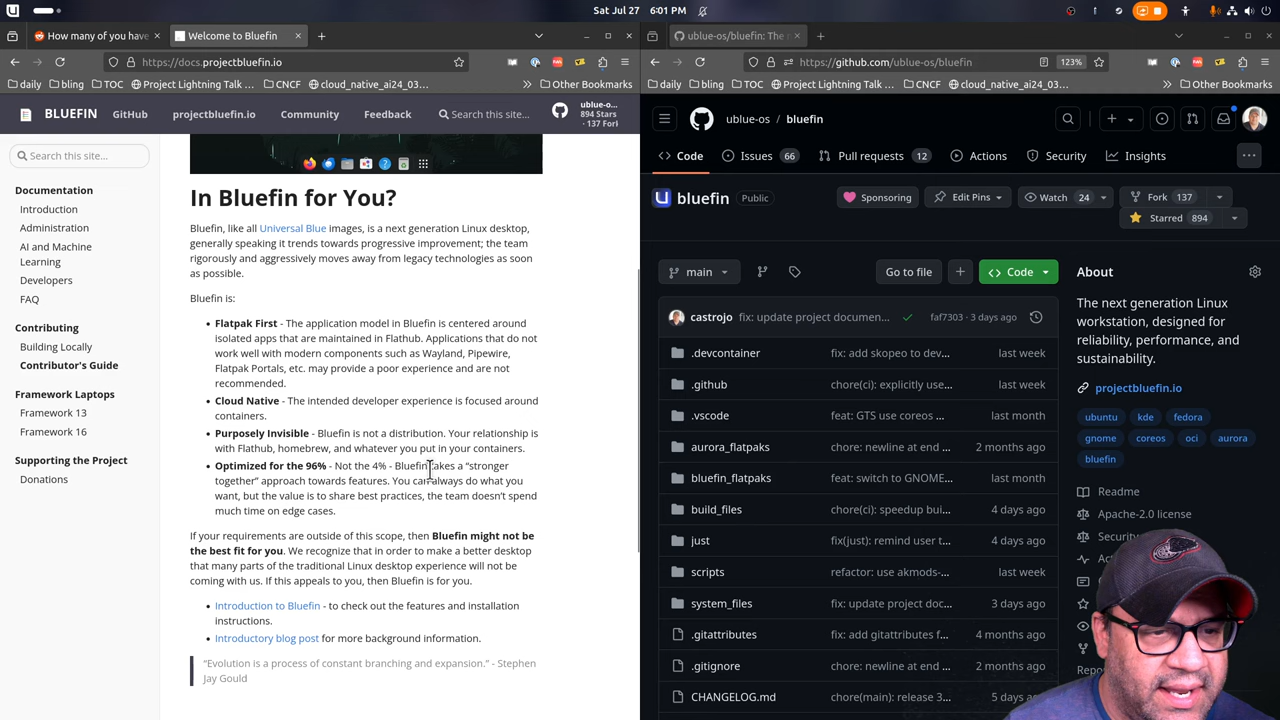 Sat Jul 27 6:01 PM
How many of you have
Welcome to Bluefin
https://docs.projectbluefin.io
daily
bling
TOC
Project Lightning Talk ...
CNCF
cloud_native_ai24_03...
Other Bookmarks
BLUEFIN
GitHub
projectbluefin.io
Community
Feedback
Search this site...
ublue-o...
894 Stars
· 137 Forl
Search this site...
Documentation
Introduction
Administration
AI and Machine
Learning
Developers
FAQ
Contributing
Building Locally
Contributor's Guide
Framework Laptops
Framework 13
Framework 16
Supporting the Project
Donations
In Bluefin for You?
Bluefin, like all Universal Blue images, is a next generation Linux desktop,
generally speaking it trends towards progressive improvement; the team
rigorously and aggressively moves away from legacy technologies as soon
as possible.
Bluefin is:
• Flatpak First - The application model in Bluefin is centered around
isolated apps that are maintained in Flathub. Applications that do not
work well with modern components such as Wayland, Pipewire,
Flatpak Portals, etc. may provide a poor experience and are not
recommended.
• Cloud Native - The intended developer experience is focused around
containers.
• Purposely Invisible - Bluefin is not a distribution. Your relationship is
with Flathub, homebrew, and whatever you put in your containers.
• Optimized for the 96% - Not the 4% - Bluefin takes a “stronger
together” approach towards features. You can always do what you
want, but the value is to share best practices, the team doesn’t spend
much time on edge cases.
If your requirements are outside of this scope, then Bluefin might not be
the best fit for you. We recognize that in order to make a better desktop
that many parts of the traditional Linux desktop experience will not be
coming with us. If this appeals to you, then Bluefin is for you.
• Introduction to Bluefin - to check out the features and installation
instructions.
• Introductory blog post for more background information.
“Evolution is a process of constant branching and expansion.” - Stephen
Jay Gould
ublue-os/bluefin: The n
https://github.com/ublue-os/bluefin
123%
daily
bling
TOC
Project Lightning Talk ...
CNCF
cloud_native_ai24_03...
Other Bookmarks
ublue-os / bluefin
Code
Issues 66
Pull requests 12
Actions
Security
Insights
bluefin Public
Sponsoring
Edit Pins
Watch 24
Fork 137
Starred 894
main
Go to file
Code
castrojo fix: update project documen... faf7303 · 3 days ago
.devcontainer fix: add skopeo to dev... last week
.github chore(ci): explicitly use... last week
.vscode feat: GTS use coreos ... last month
aurora_flatpaks chore: newline at end ... last month
bluefin_flatpaks feat: switch to GNOME... last month
build_files chore(ci): speedup bui... 4 days ago
just fix(just): remind user t... 4 days ago
scripts refactor: use akmods-... last week
system_files fix: update project doc... 3 days ago
.gitattributes fix: add gitattributes f... 4 months ago
.gitignore chore: newline at end ... 2 months ago
CHANGELOG.md chore(main): release 3... 5 days ago
About
The next generation Linux
workstation, designed for
reliability, performance, and
sustainability.
projectbluefin.io
ubuntu kde fedora
gnome coreos oci aurora
bluefin
Readme
Apache-2.0 license